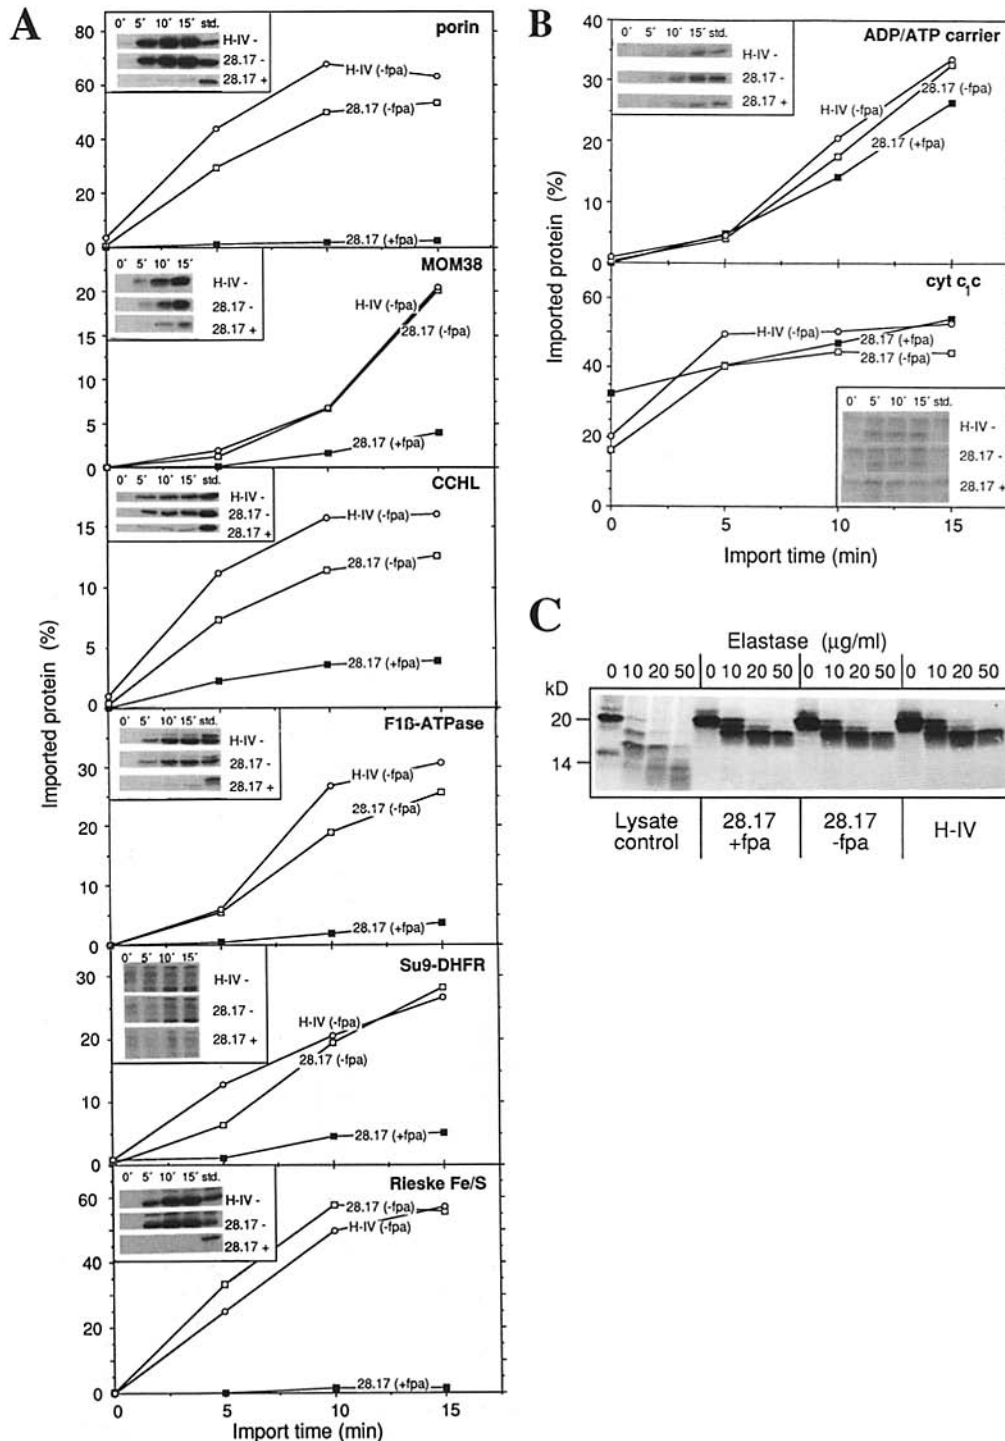 A
0' 5' 10' 15' std.
H-IV -
28.17 -
28.17 +
porin
H-IV (-fpa)
28.17 (-fpa)
28.17 (+fpa)
80
60
40
20
0
0' 5' 10' 15'
H-IV -
28.17 -
28.17 +
MOM38
H-IV (-fpa)
28.17 (-fpa)
28.17 (+fpa)
20
15
10
5
0
0' 5' 10' 15' std.
H-IV -
28.17 -
28.17 +
CCHL
H-IV (-fpa)
28.17 (-fpa)
28.17 (+fpa)
15
10
5
0
Imported protein (%)
0' 5' 10' 15' std.
H-IV -
28.17 -
28.17 +
F1ß-ATPase
H-IV (-fpa)
28.17 (-fpa)
28.17 (+fpa)
30
20
10
0
0' 5' 10' 15'
H-IV -
28.17 -
28.17 +
Su9-DHFR
H-IV (-fpa)
28.17 (-fpa)
28.17 (+fpa)
30
20
10
0
0' 5' 10' 15' std.
H-IV -
28.17 -
28.17 +
Rieske Fe/S
28.17 (-fpa)
H-IV (-fpa)
28.17 (+fpa)
60
40
20
0
0 5 10 15
Import time (min)
B
0' 5' 10' 15' std.
H-IV -
28.17 -
28.17 +
ADP/ATP carrier
H-IV (-fpa)
28.17 (-fpa)
28.17 (+fpa)
40
30
20
10
0
Imported protein (%)
cyt c1c
H-IV (-fpa)
28.17 (+fpa)
28.17 (-fpa)
60
40
20
0
0' 5' 10' 15' std.
H-IV -
28.17 -
28.17 +
0 5 10 15
Import time (min)
C
Elastase (µg/ml)
0 10 20 50 0 10 20 50 0 10 20 50 0 10 20 50
kD
20
14
Lysate control
28.17 +fpa
28.17 -fpa
H-IV